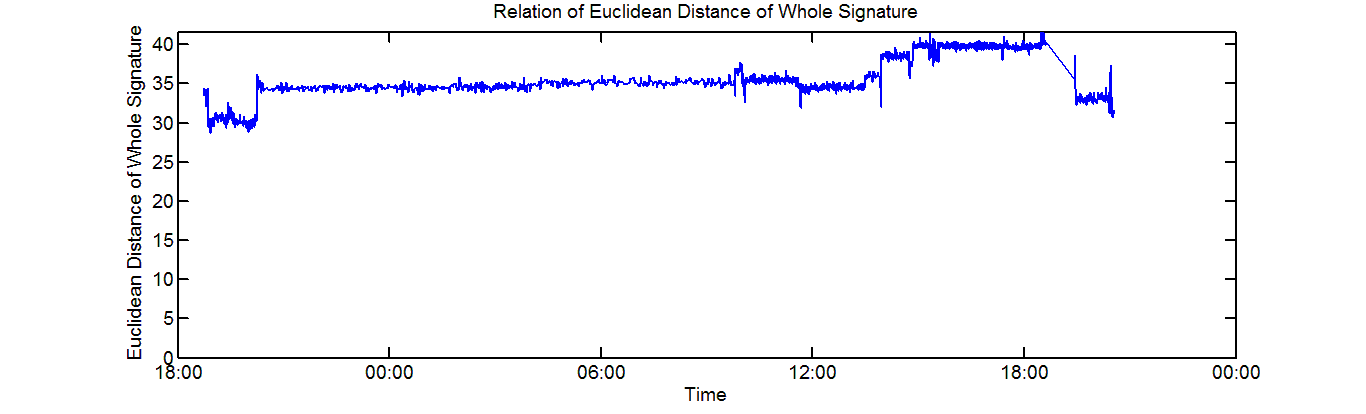 Relation of Euclidean Distance of Whole Signature
Euclidean Distance of Whole Signature
40
35
30
25
20
15
10
5
0
18:00 00:00 06:00 12:00 18:00 00:00
Time